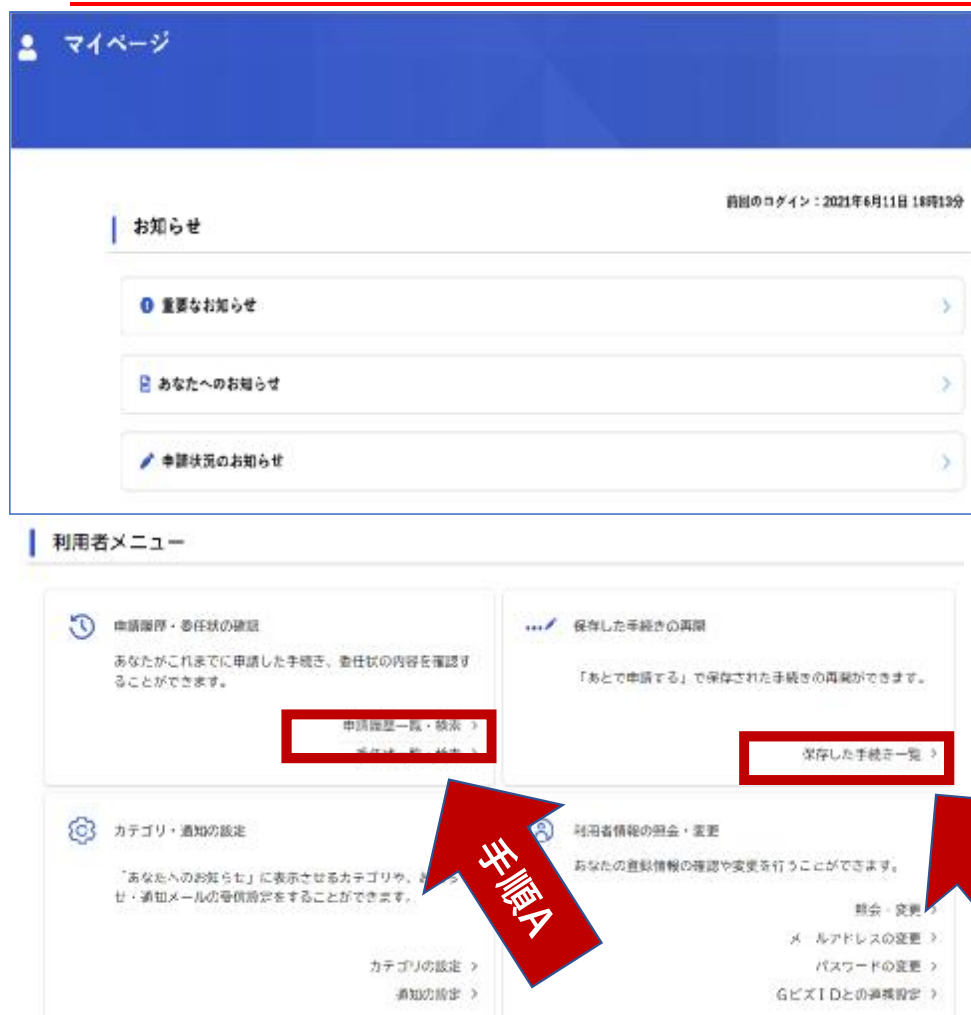 マイページ
前回のログイン：2021年6月11日 18時13分
お知らせ
重要なお知らせ
あなたへのお知らせ
申請状況のお知らせ
利用者メニュー
申請履歴・委任状の確認
保存した手続きの再開
あなたがこれまでに申請した手続き、委任状の内容を確認す
ることができます。
「あとで申請する」で保存された手続きの再開ができます。
申請履歴一覧・検索 >
保存した手続き一覧 >
カテゴリ・通知の設定
利用者情報の照会・変更
「あなたへのお知らせ」に表示させるカテゴリや、
せ・通知メールの受信設定をすることができます。
あなたの登録情報の確認や変更を行うことができます。
手順A
照会・変更 >
メールアドレスの変更 >
カテゴリの設定 >
パスワードの変更 >
通知の設定 >
GビズIDとの連携設定 >